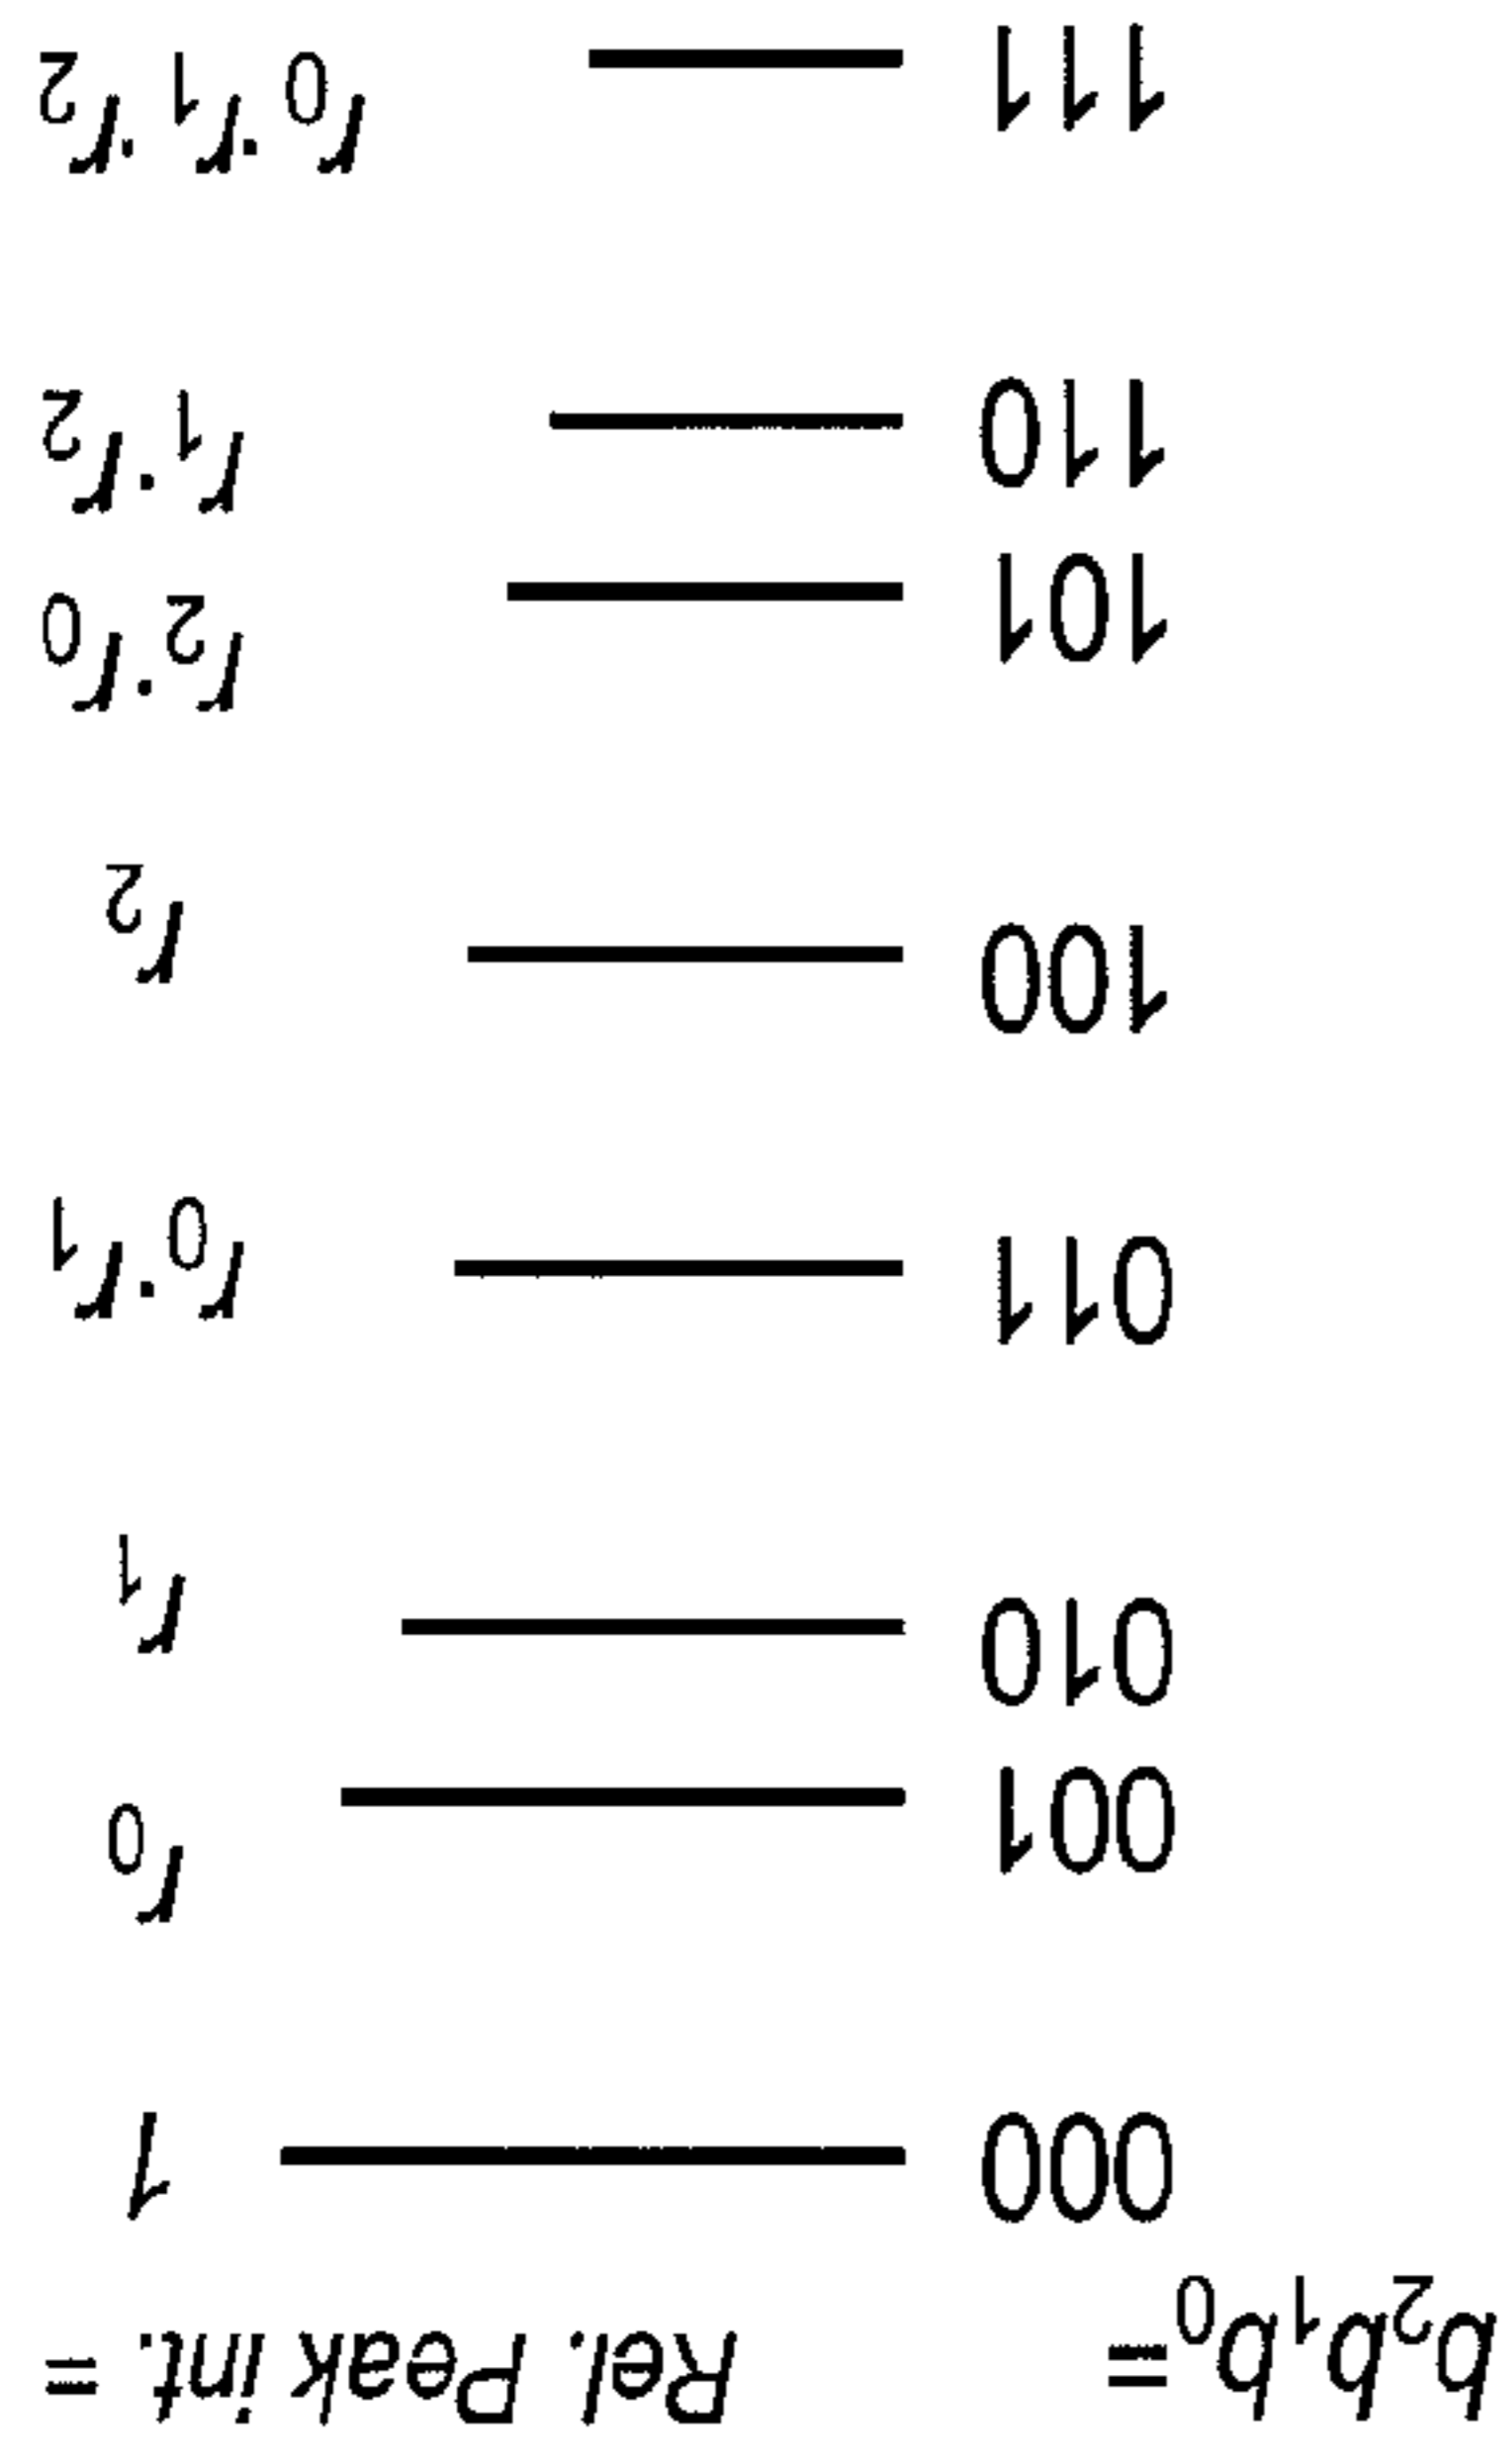 b₂b₁b₀= Rel. Peak int. =
000 1
001 r₀
010 r₁
011 r₀.r₁
100 r₂
101 r₂.r₀
110 r₁.r₂
111 r₀.r₁.r₂